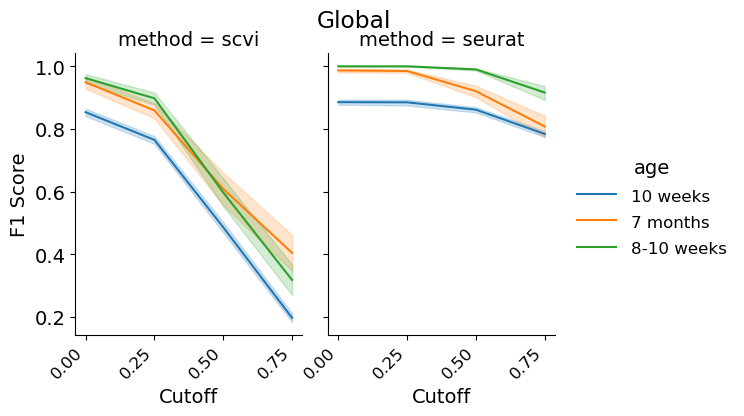 Global
method = scvi
method = seurat
F1 Score
1.0
0.8
0.6
0.4
0.2
0.00
0.25
0.50
0.75
Cutoff
0.00
0.25
0.50
0.75
Cutoff
age
10 weeks
7 months
8-10 weeks